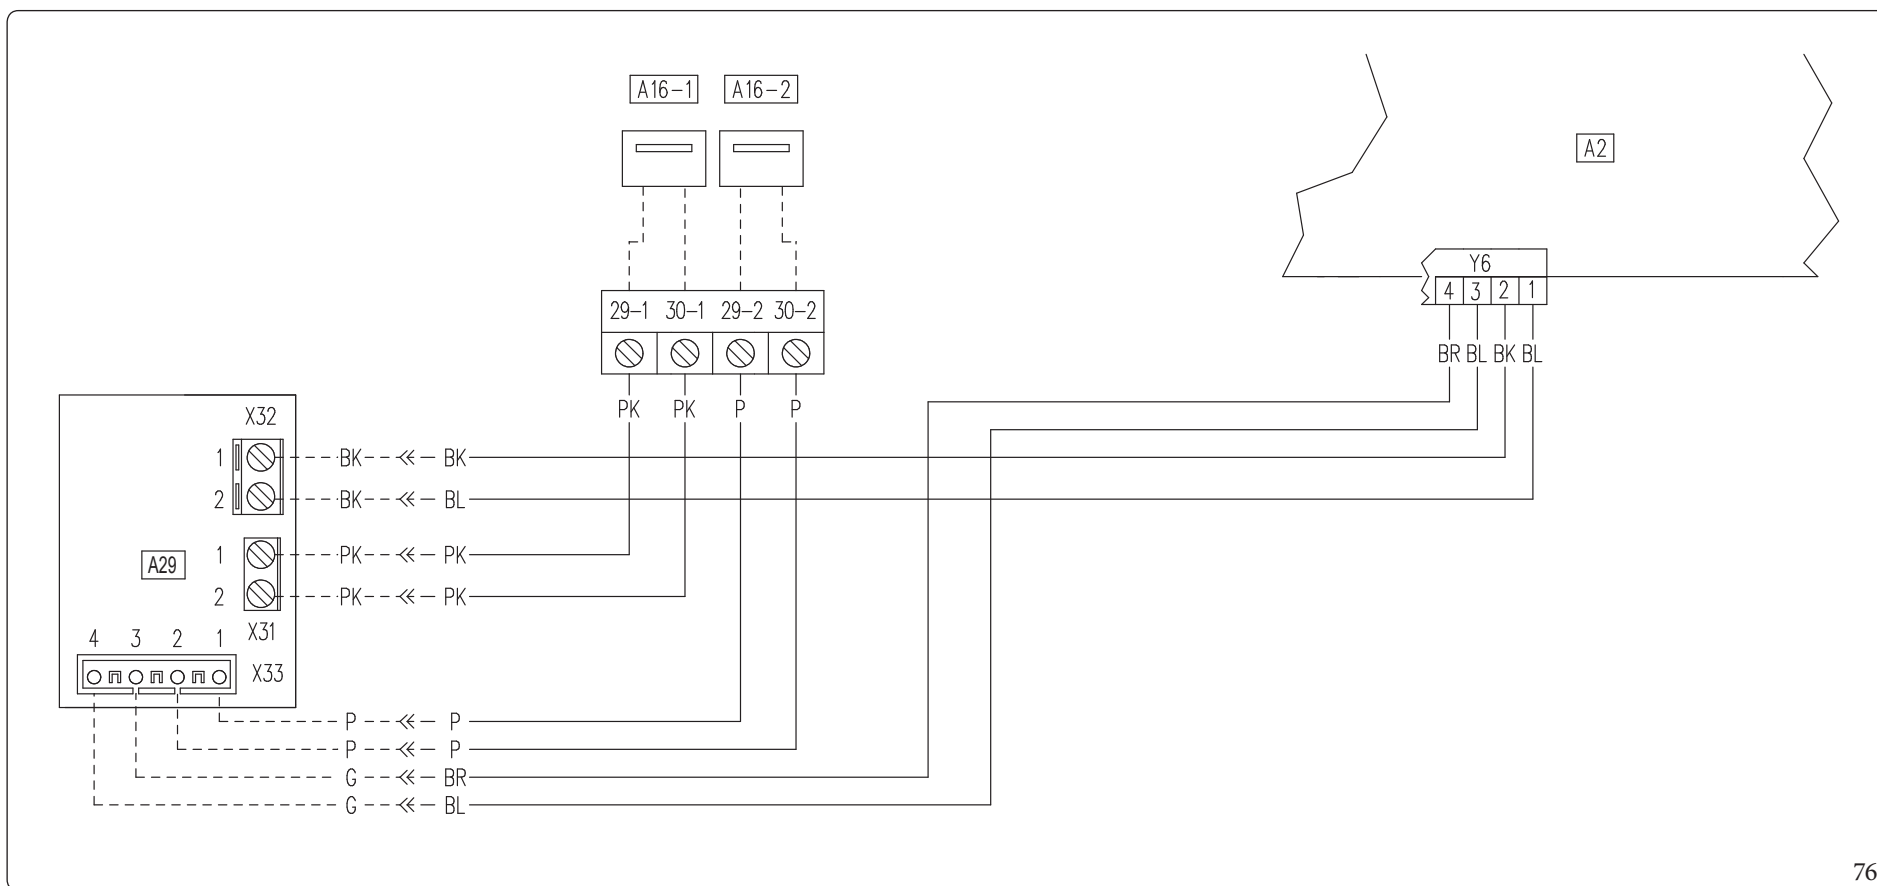 A16-1 A16-2
A2
Y6
4 3 2 1
29-1 30-1 29-2 30-2
BR BL BK BL
PK PK P P
X32
1 BK BK
2 BK BL
1 PK PK
A29
2 PK PK
X31
4 3 2 1
X33
P P
P P
G BR
G BL
76